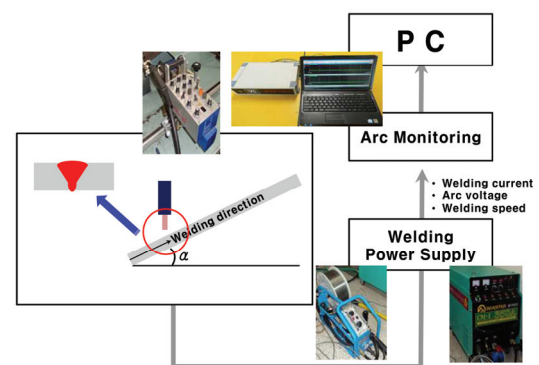 P C
Arc Monitoring
• Welding current
• Arc voltage
• Welding speed
Welding
Power Supply
Welding direction
α